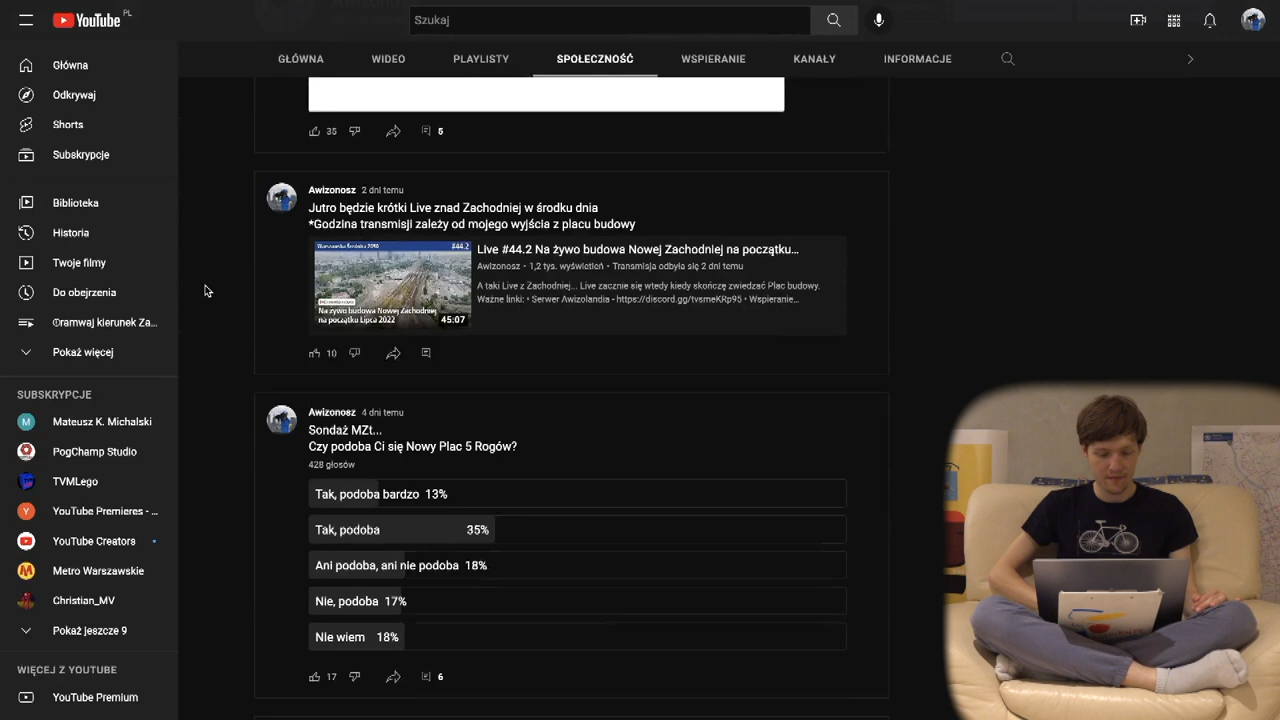 YouTube PL
Szukaj
GŁÓWNA WIDEO PLAYLISTY SPOŁECZNOŚĆ WSPIERANIE KANAŁY INFORMACJE
Główna
Odkrywaj
Shorts
Subskrypcje
Biblioteka
Historia
Twoje filmy
Do obejrzenia
Tramwaj kierunek Za...
Pokaż więcej
SUBSKRYPCJE
M Mateusz K. Michalski
PogChamp Studio
TVMLego
Y YouTube Premieres - ...
YouTube Creators
Metro Warszawskie
Christian_MV
Pokaż jeszcze 9
WIĘCEJ Z YOUTUBE
YouTube Premium
35 5
Awizonosz 2 dni temu
Jutro będzie krótki Live znad Zachodniej w środku dnia
*Godzina transmisji zależy od mojego wyjścia z placu budowy
#44.2
Na żywo budowa Nowej Zachodniej
na początku Lipca 2022
45:07
Live #44.2 Na żywo budowa Nowej Zachodniej na początku...
Awizonosz • 1,2 tys. wyświetleń • Transmisja odbyła się 2 dni temu
A taki Live z Zachodniej... Live zacznie się wtedy kiedy skończę zwiedzać Plac budowy.
Ważne linki: • Serwer Awizolandia - https://discord.gg/tvsmeKRp95 • Wspieranie...
10
Awizonosz 4 dni temu
Sondaż MZt...
Czy podoba Ci się Nowy Plac 5 Rogów?
428 głosów
Tak, podoba bardzo 13%
Tak, podoba 35%
Ani podoba, ani nie podoba 18%
Nie, podoba 17%
NIe wiem 18%
17 6